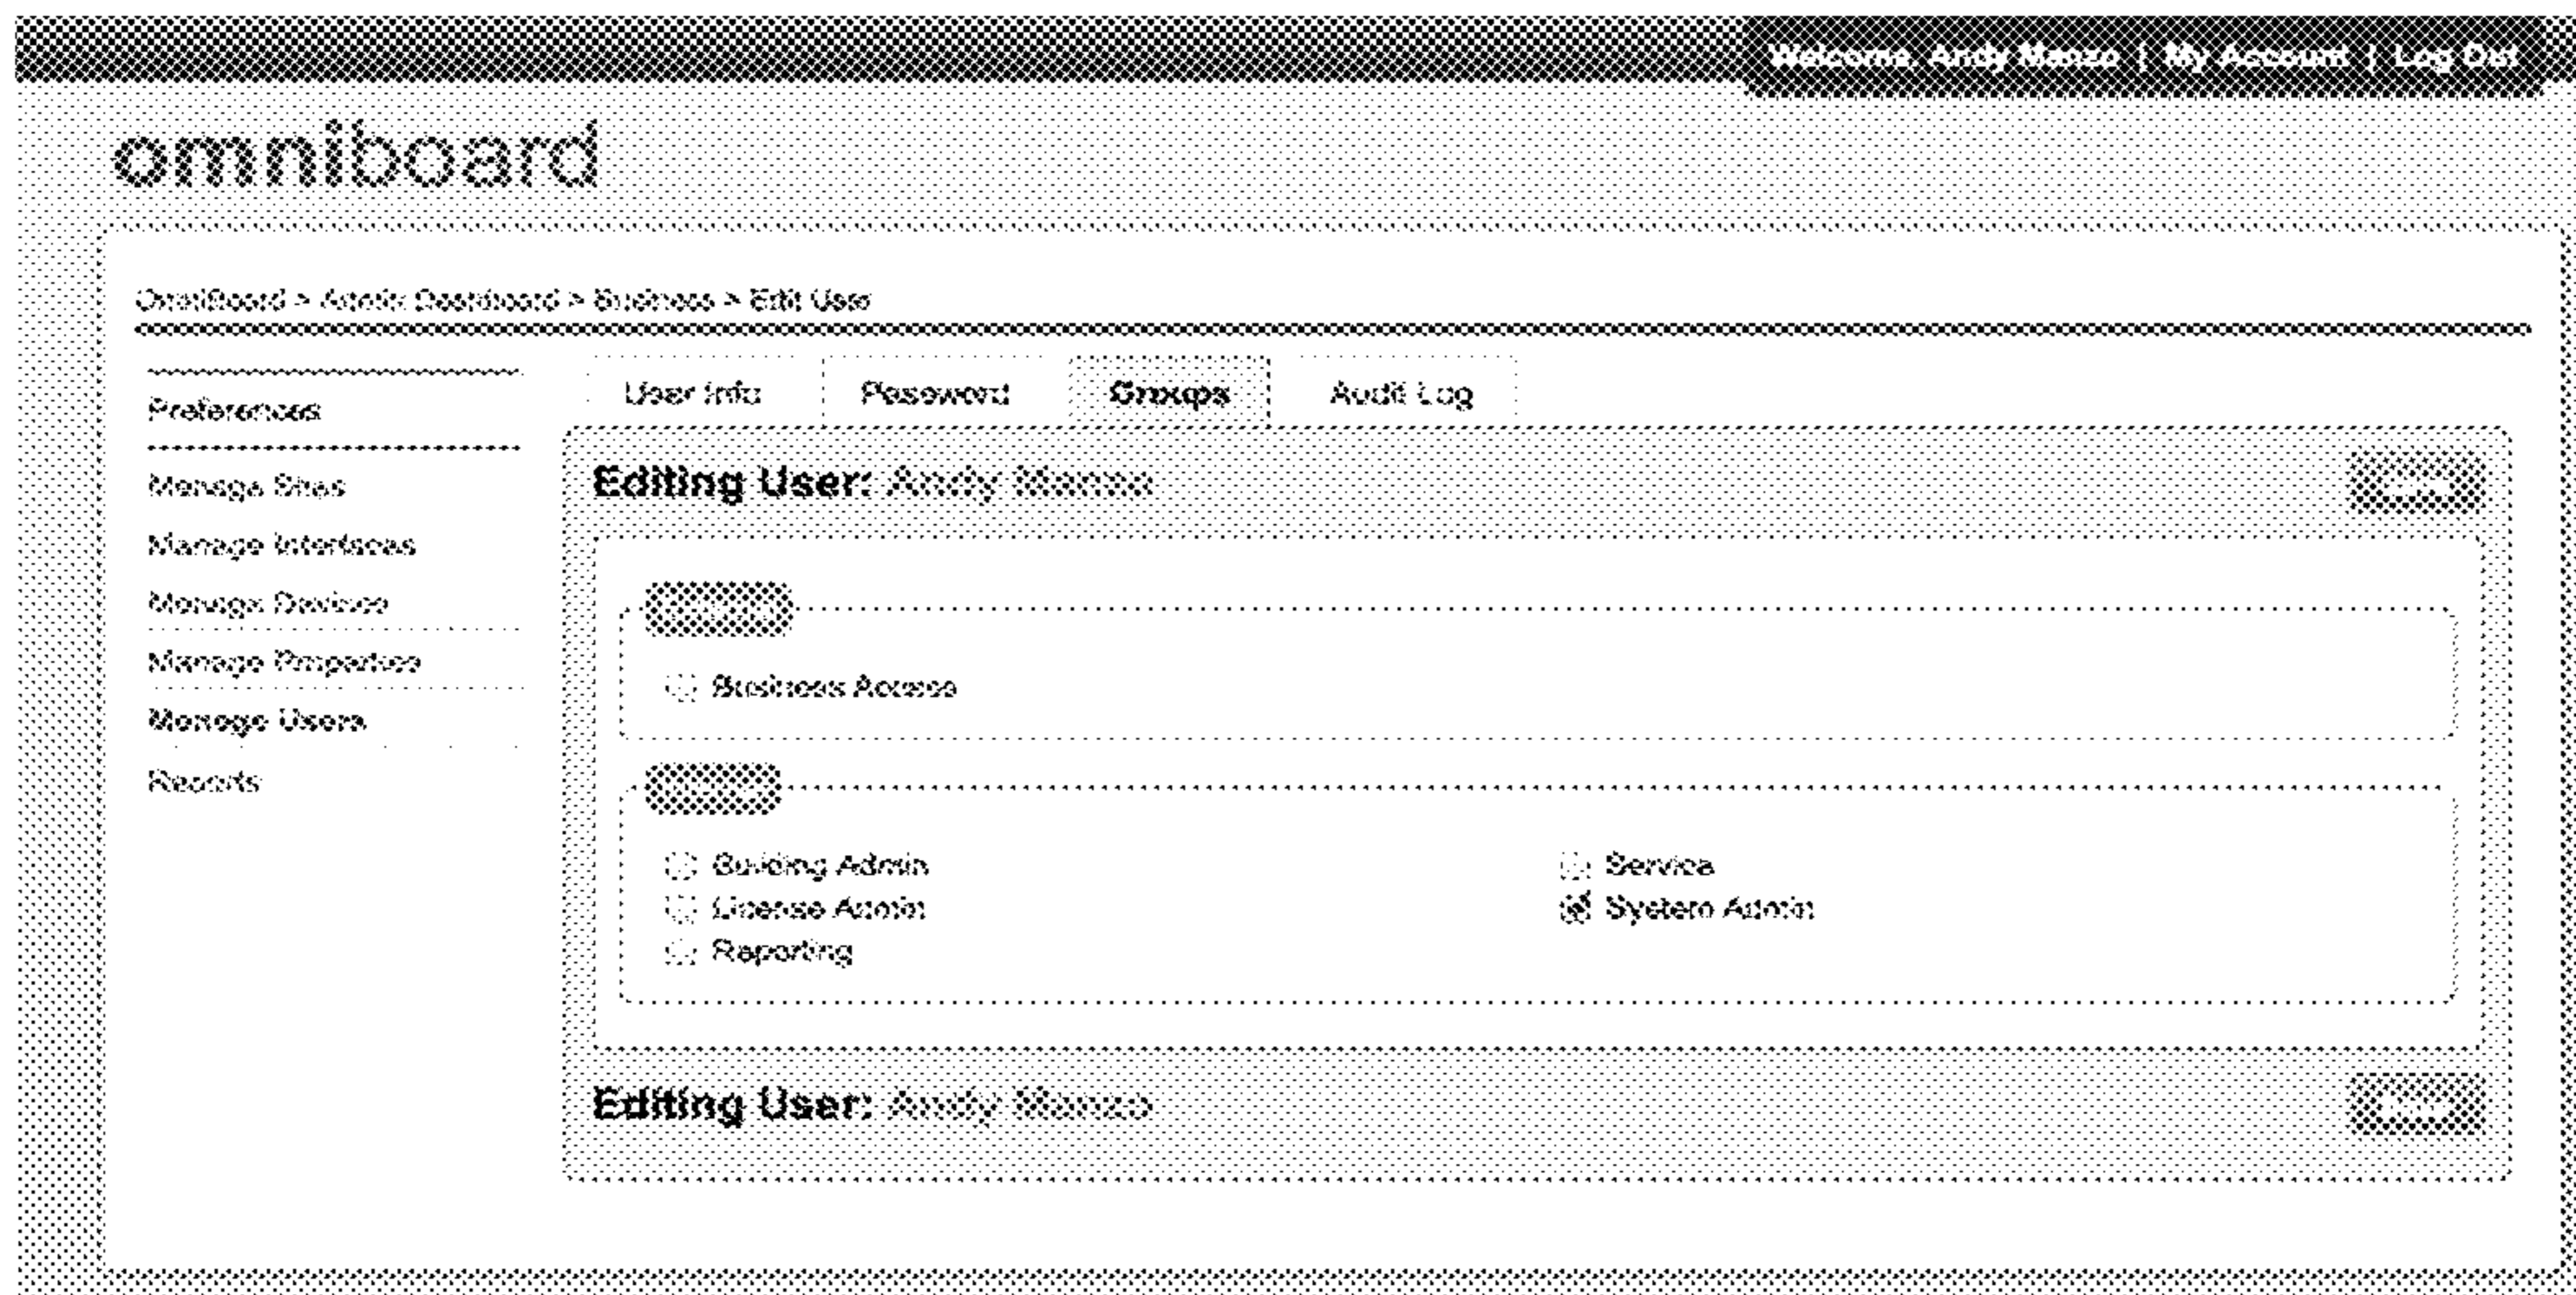 Welcome, Andy Manzo | My Account | Log Out
omniboard
OmniBoard > Admin Dashboard > Business > Edit User
User Info Password Groups Audit Log
Preferences
Manage Sites
Manage Interfaces
Manage Devices
Manage Properties
Manage Users
Reports
Editing User: Andy Manzo
Business Access
Building Admin
License Admin
Reporting
Service
System Admin
Editing User: Andy Manzo